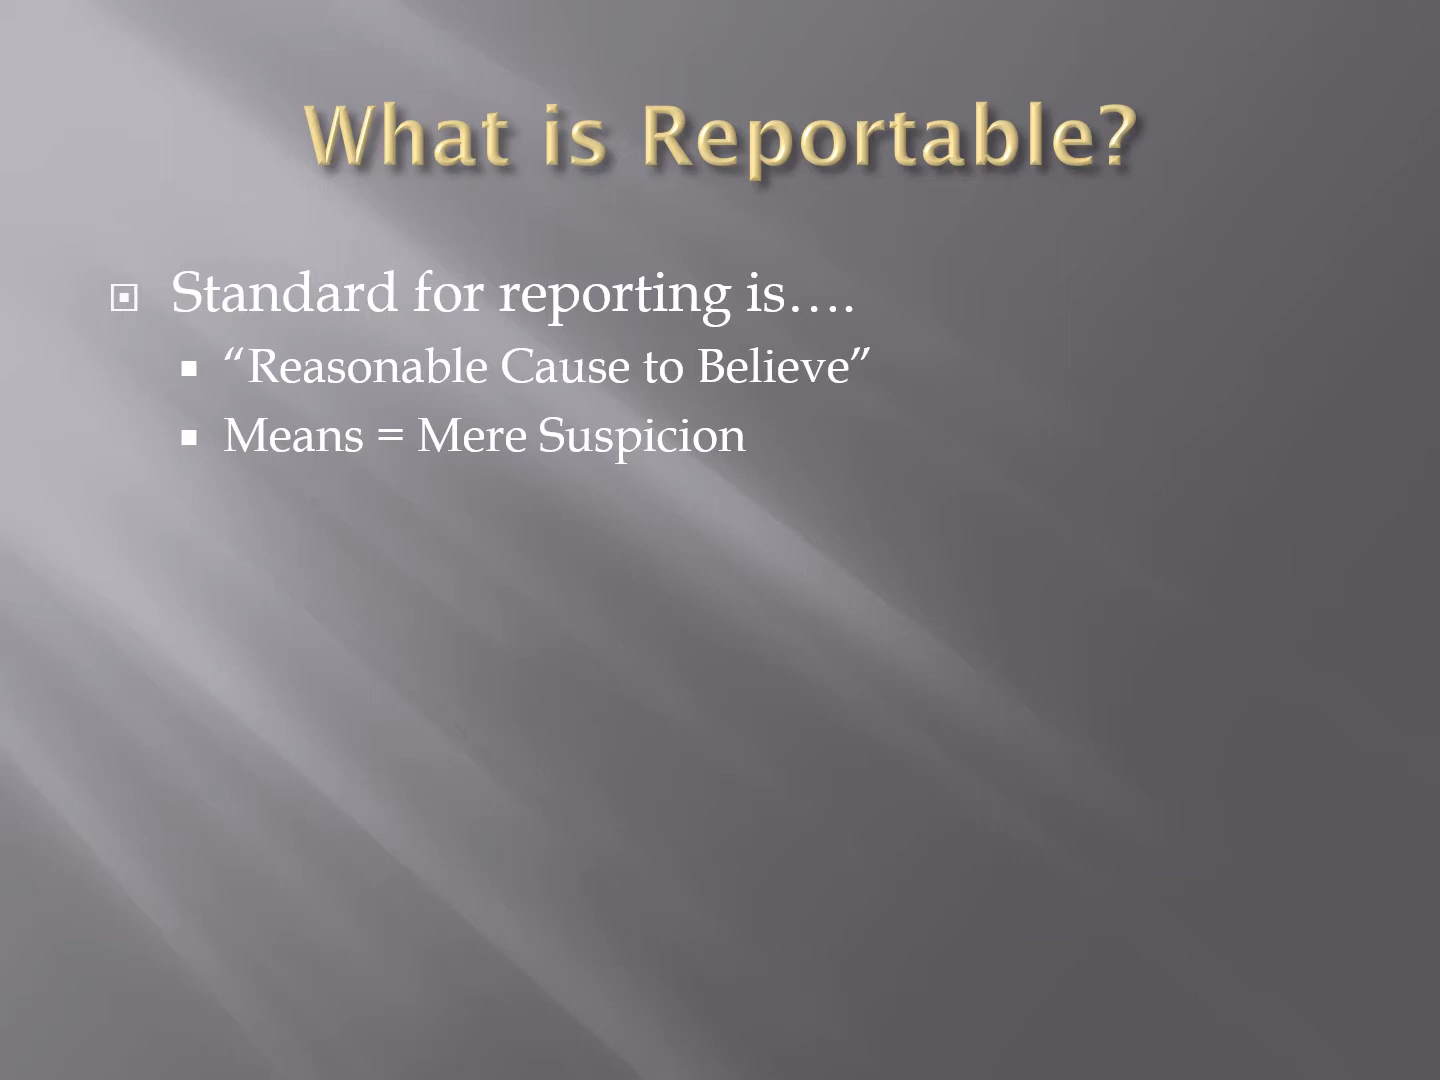 What is Reportable?
Standard for reporting is….
“Reasonable Cause to Believe”
Means = Mere Suspicion